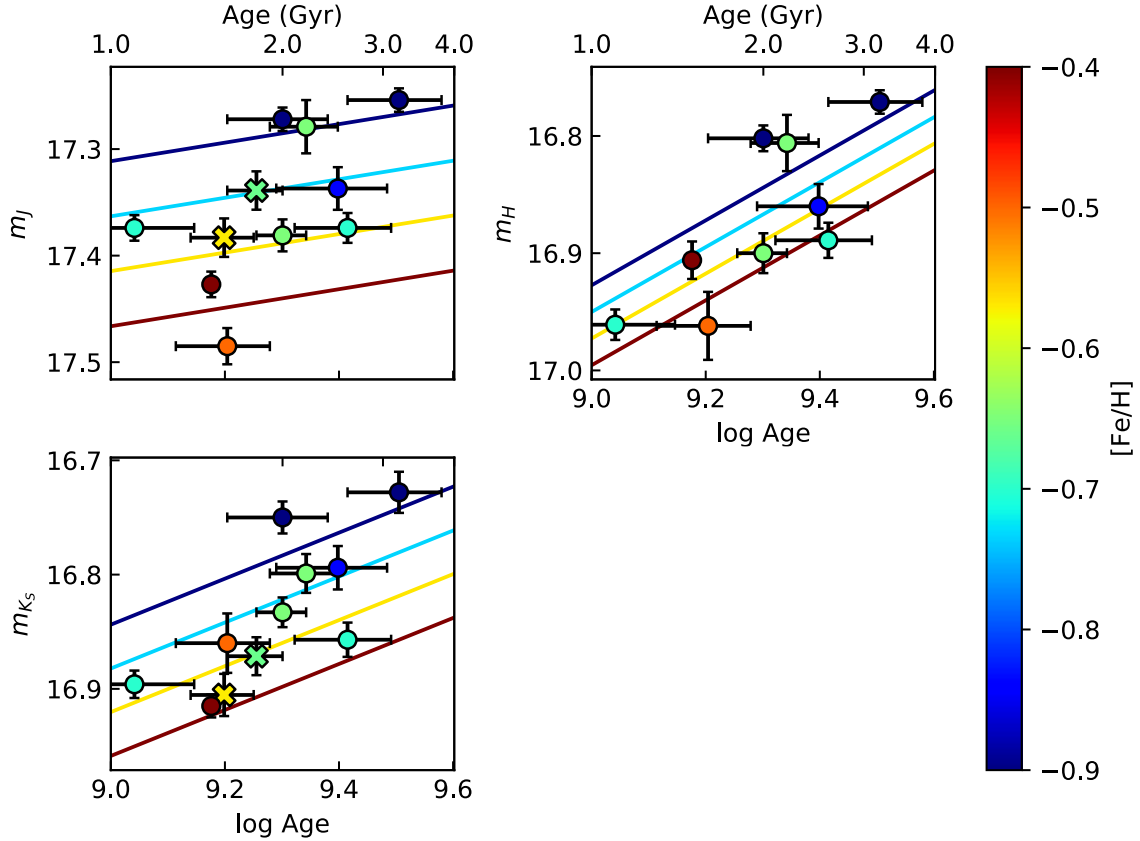 Age (Gyr)
1.0 2.0 3.0 4.0
17.3
17.4
17.5
m_J
Age (Gyr)
1.0 2.0 3.0 4.0
16.8
16.9
17.0
m_H
9.0 9.2 9.4 9.6
log Age
16.7
16.8
16.9
m_{K_S}
9.0 9.2 9.4 9.6
log Age
−0.4
−0.5
−0.6
−0.7
−0.8
−0.9
[Fe/H]